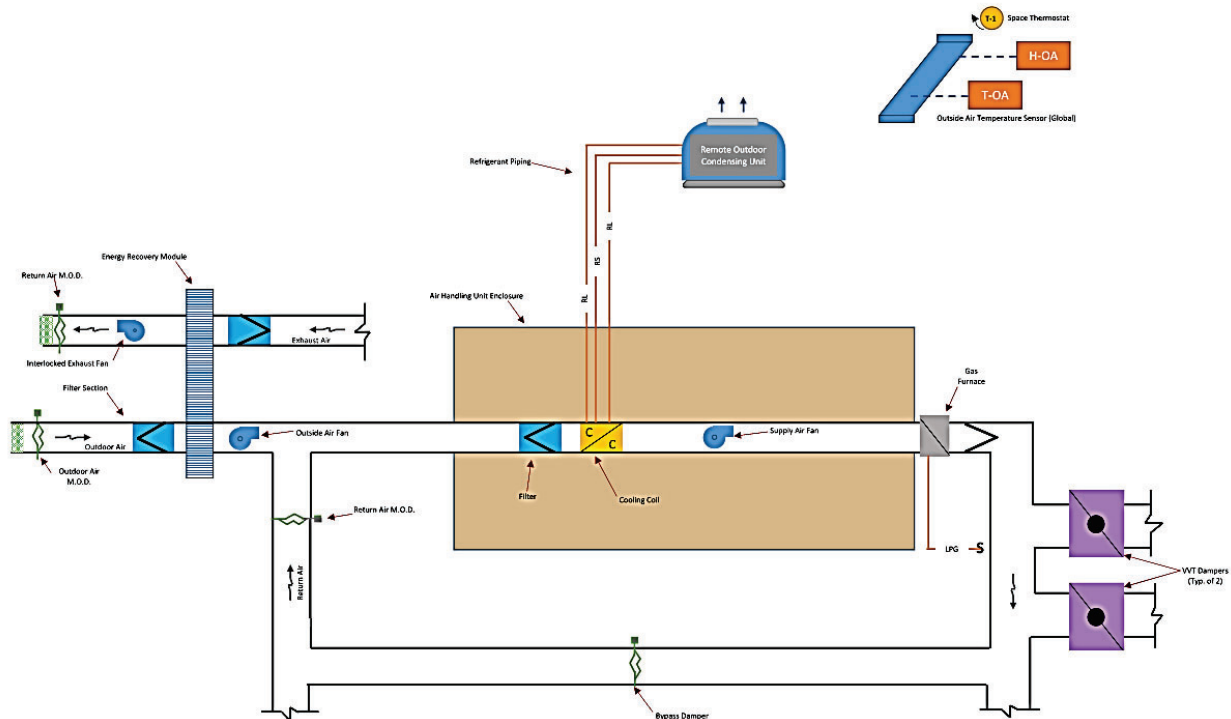 T-1
Space Thermostat
H-OA
T-OA
Outside Air Temperature Sensor (Global)
Remote Outdoor
Condensing Unit
Refrigerant Piping
RL
RS
RL
Energy Recovery Module
Return Air M.O.D.
Air Handling Unit Enclosure
Exhaust Air
Interlocked Exhaust Fan
Gas
Furnace
Filter Section
Outside Air Fan
Supply Air Fan
C
C
Outdoor Air
Outdoor Air
M.O.D.
Filter
Cooling Coil
Return Air M.O.D.
LPG
S
VVT Dampers
(Typ. of 2)
Return Air
Bypass Damper